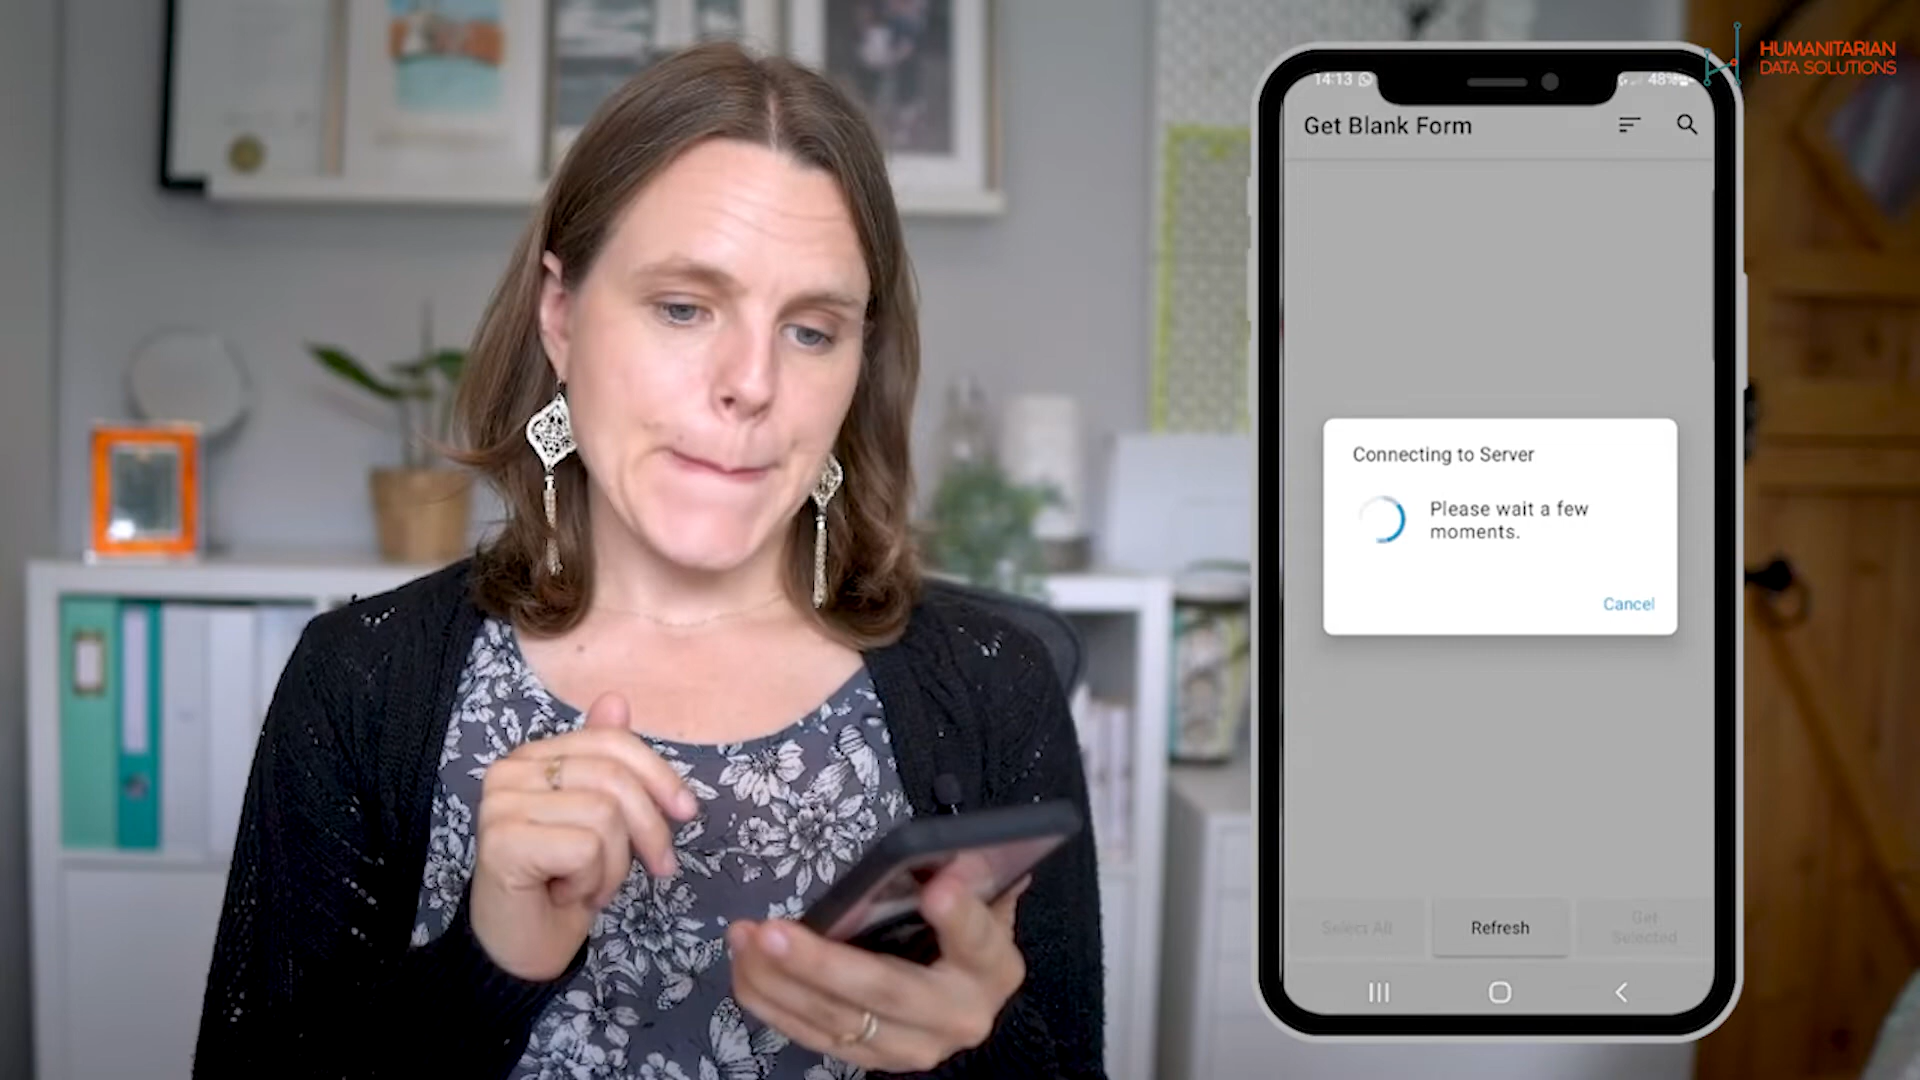 HUMANITARIAN
DATA SOLUTIONS
14:13
48%
Get Blank Form
Connecting to Server
Please wait a few
moments.
Cancel
Select All
Refresh
Get
Selected